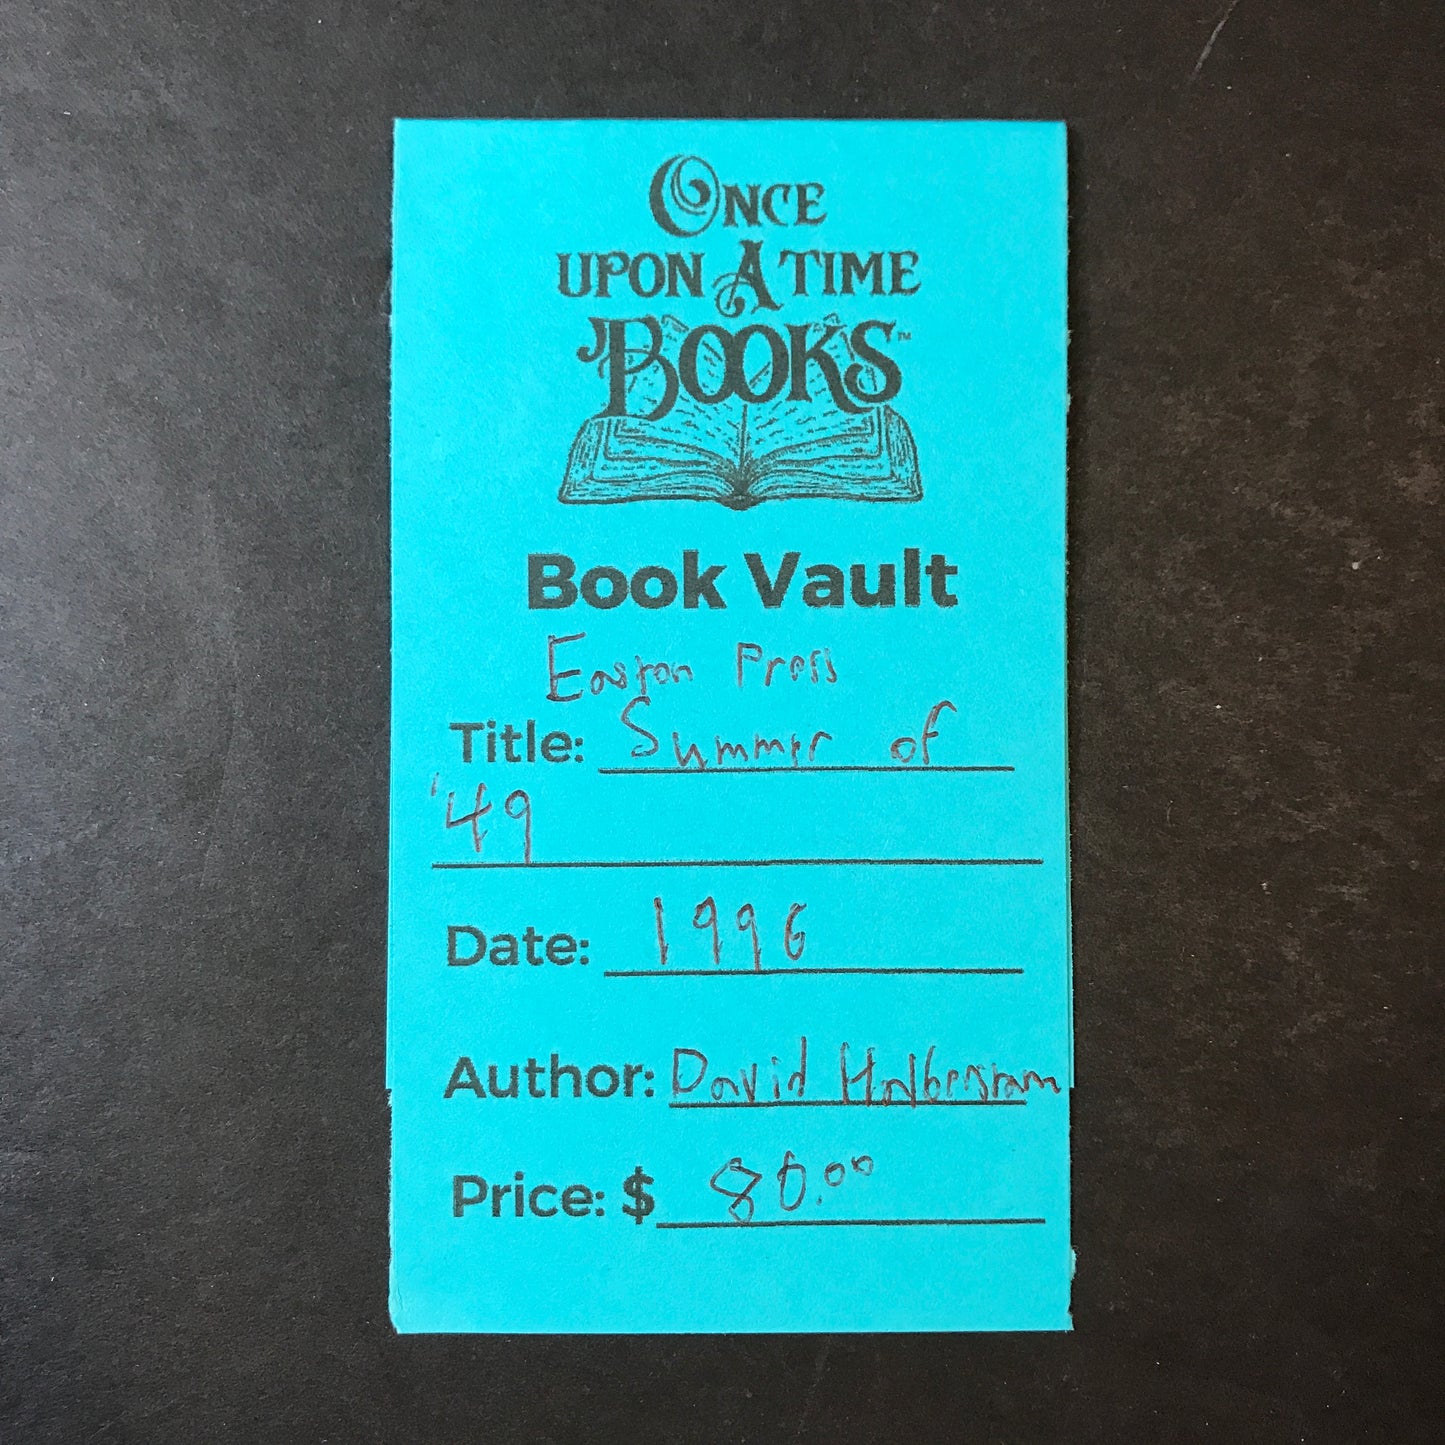 ONCE
UPON A TIME
BOOKS™
Book Vault
Easton Press
Title: Summer of
'49
Date: 1996
Author: David Halberstam
Price: $ 80.00